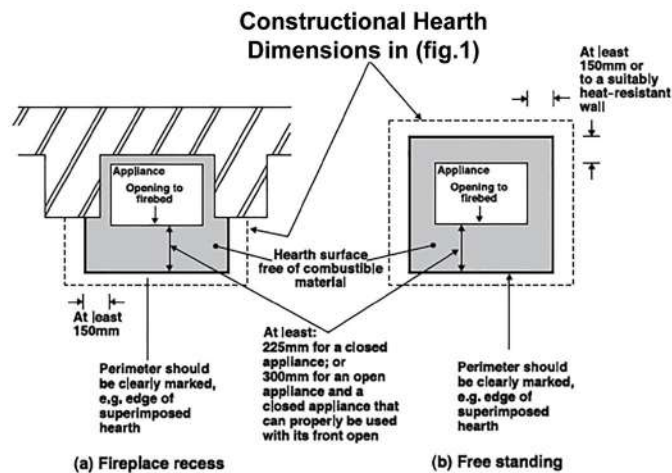 Constructional Hearth
Dimensions in (fig.1)
At least
150mm or
to a suitably
heat-resistant
wall
Appliance
Opening to
firebed
Appliance
Opening to
firebed
Hearth surface
free of combustible
material
At least
150mm
At least:
225mm for a closed
appliance; or
300mm for an open
appliance and a
closed appliance that
can properly be used
with its front open
Perimeter should
be clearly marked,
e.g. edge of
superimposed
hearth
Perimeter should
be clearly marked,
e.g. edge of
superimposed
hearth
(a) Fireplace recess
(b) Free standing